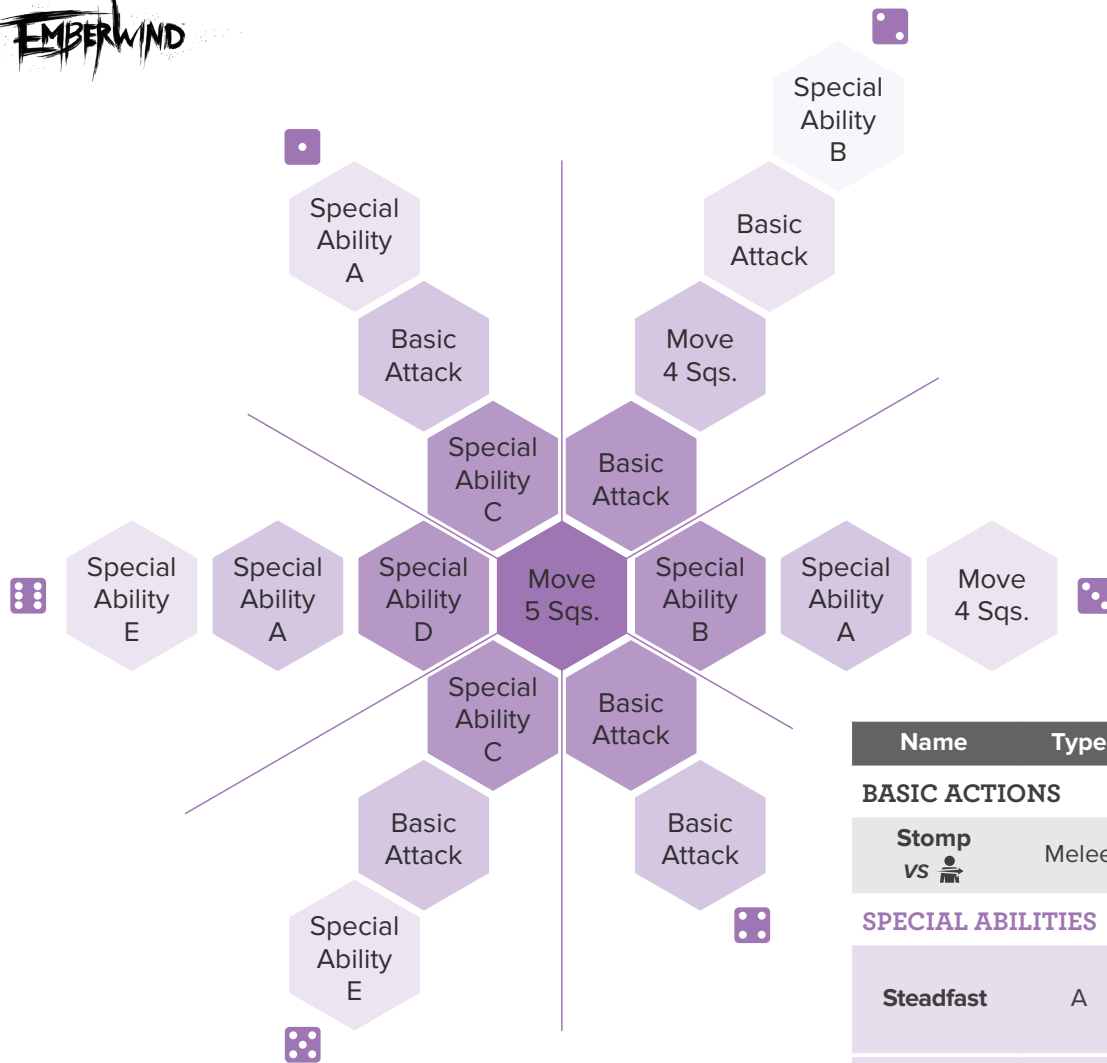 EMBERWIND
Special
Ability
B
Special
Ability
A
Basic
Attack
Basic
Attack
Move
4 Sqs.
Special
Ability
C
Basic
Attack
Special
Ability
E
Special
Ability
A
Special
Ability
D
Move
5 Sqs.
Special
Ability
B
Special
Ability
A
Move
4 Sqs.
Special
Ability
C
Basic
Attack
Basic
Attack
Basic
Attack
Special
Ability
E
Name Type
BASIC ACTIONS
Stomp
VS
Melee
SPECIAL ABILITIES
Steadfast A